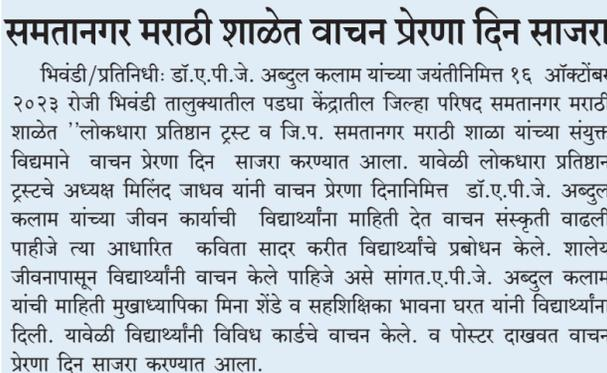 समतानगर मराठी शाळेत वाचन प्रेरणा दिन साजरा
भिवंडी/प्रतिनिधीः डॉ.ए.पी.जे. अब्दुल कलाम यांच्या जयंतीनिमित्त १६ ऑक्टोंबर
२०२३ रोजी भिवंडी तालुक्यातील पडघा केंद्रातील जिल्हा परिषद समतानगर मराठी
शाळेत ''लोकधारा प्रतिष्ठान ट्रस्ट व जि.प. समतानगर मराठी शाळा यांच्या संयुक्त
विद्यमाने वाचन प्रेरणा दिन साजरा करण्यात आला. यावेळी लोकधारा प्रतिष्ठान
ट्रस्टचे अध्यक्ष मिलिंद जाधव यांनी वाचन प्रेरणा दिनानिमित्त डॉ.ए.पी.जे. अब्दुल
कलाम यांच्या जीवन कार्याची विद्यार्थ्यांना माहिती देत वाचन संस्कृती वाढली
पाहीजे त्या आधारित कविता सादर करीत विद्यार्थ्यांचे प्रबोधन केले. शालेय
जीवनापासून विद्यार्थ्यांनी वाचन केले पाहिजे असे सांगत.ए.पी.जे. अब्दुल कलाम
यांची माहिती मुखाध्यापिका मिना शेंडे व सहशिक्षिका भावना घरत यांनी विद्यार्थ्यांना
दिली. यावेळी विद्यार्थ्यांनी विविध कार्डचे वाचन केले. व पोस्टर दाखवत वाचन
प्रेरणा दिन साजरा करण्यात आला.